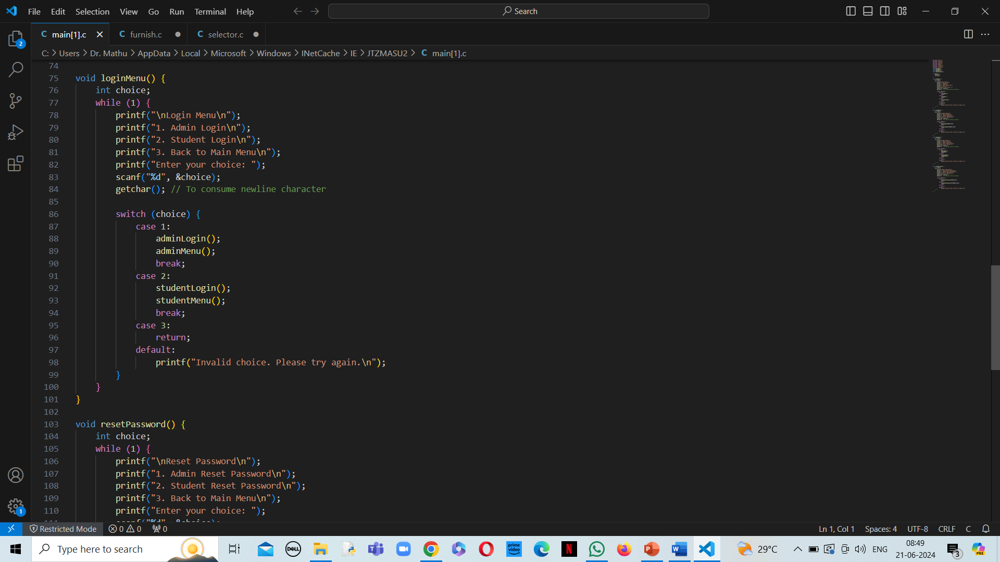 File Edit Selection View Go Run Terminal Help
Search
main[1].c
furnish.c
selector.c
C: > Users > Dr. Mathu > AppData > Local > Microsoft > Windows > INetCache > IE > JTZMASU2 > C main[1].c
74
75 void loginMenu() {
76 int choice;
77 while (1) {
78 printf("\nLogin Menu\n");
79 printf("1. Admin Login\n");
80 printf("2. Student Login\n");
81 printf("3. Back to Main Menu\n");
82 printf("Enter your choice: ");
83 scanf("%d", &choice);
84 getchar(); // To consume newline character
85
86 switch (choice) {
87 case 1:
88 adminLogin();
89 adminMenu();
90 break;
91 case 2:
92 studentLogin();
93 studentMenu();
94 break;
95 case 3:
96 return;
97 default:
98 printf("Invalid choice. Please try again.\n");
99 }
100 }
101 }
102
103 void resetPassword() {
104 int choice;
105 while (1) {
106 printf("\nReset Password\n");
107 printf("1. Admin Reset Password\n");
108 printf("2. Student Reset Password\n");
109 printf("3. Back to Main Menu\n");
110 printf("Enter your choice: ");
111 scanf("%d", &choice);
2
1
Restricted Mode 0 0 0
Ln 1, Col 1 Spaces: 4 UTF-8 CRLF C
Type here to search
DELL
prime video
29°C
ENG
08:49
21-06-2024
3
PRE